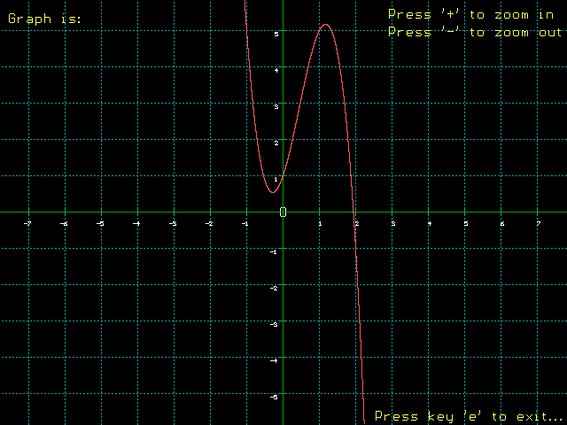 Graph is:
Press '+' to zoom in
Press '-' to zoom out
5
4
3
2
1
-7 -6 -5 -4 -3 -2 -1 0 1 2 3 4 5 6 7
-1
-2
-3
-4
-5
Press key 'e' to exit...